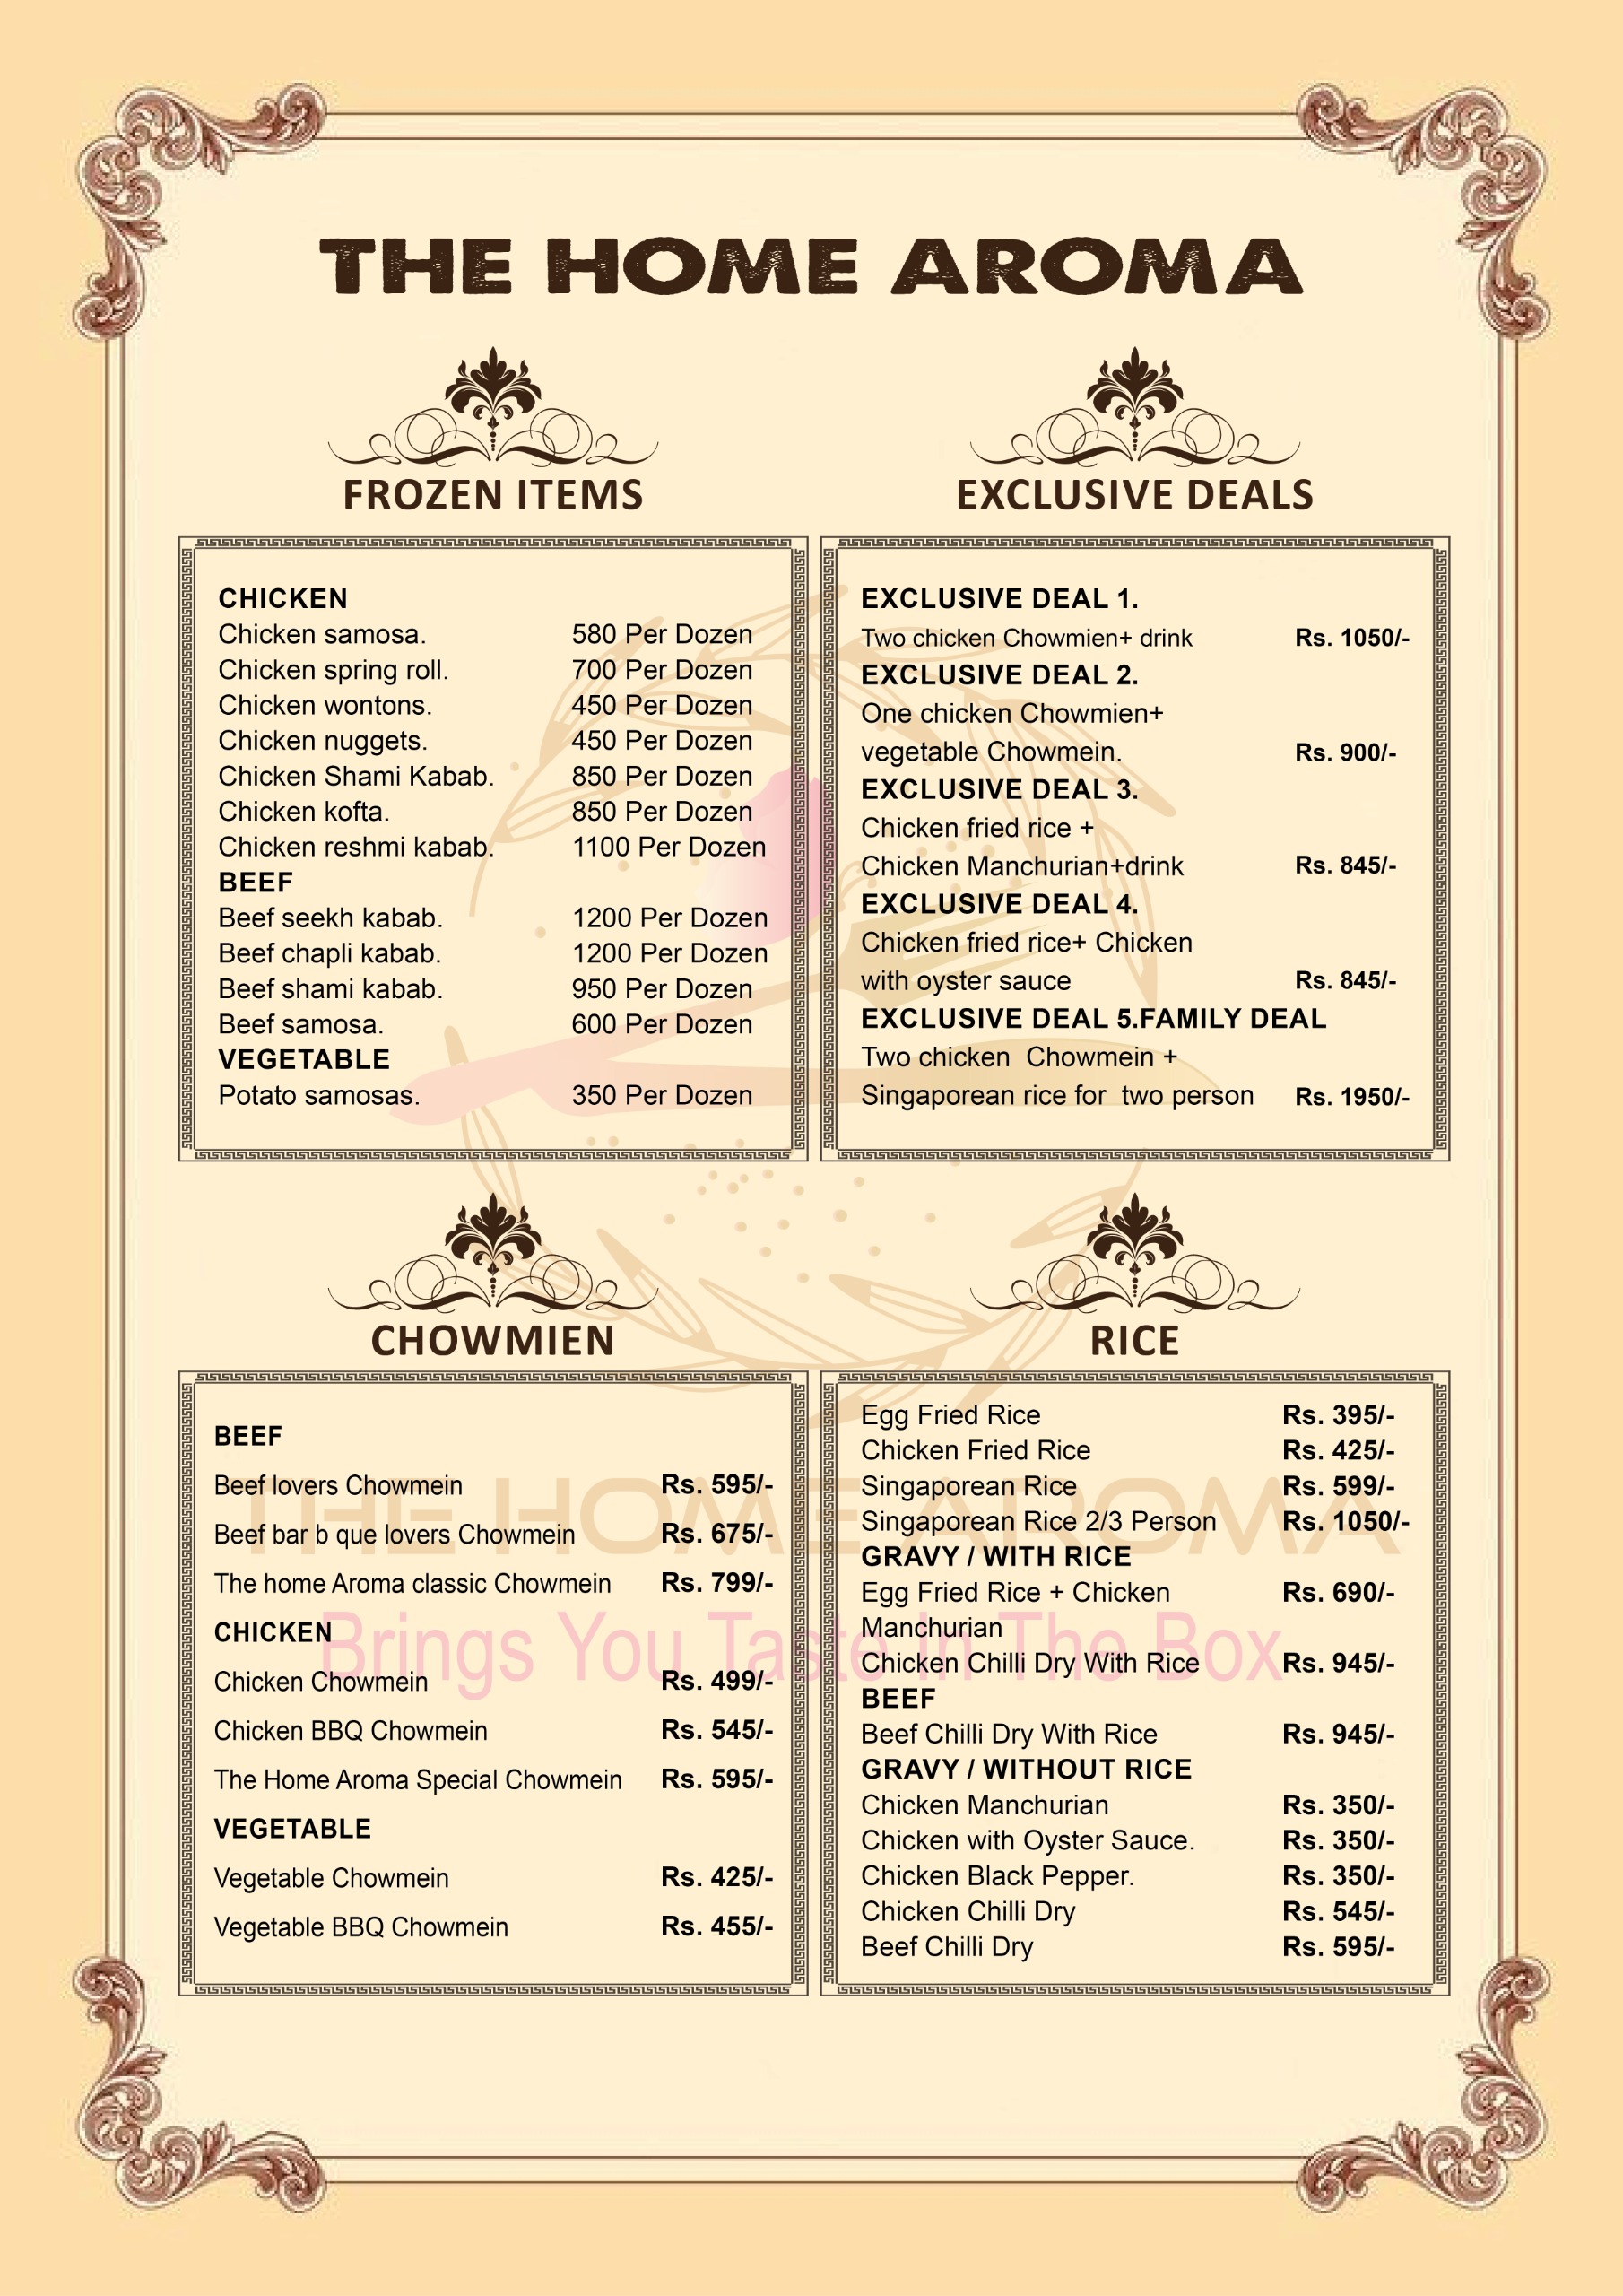 THE HOME AROMA
FROZEN ITEMS
CHICKEN
Chicken samosa. 580 Per Dozen
Chicken spring roll. 700 Per Dozen
Chicken wontons. 450 Per Dozen
Chicken nuggets. 450 Per Dozen
Chicken Shami Kabab. 850 Per Dozen
Chicken kofta. 850 Per Dozen
Chicken reshmi kabab. 1100 Per Dozen
BEEF
Beef seekh kabab. 1200 Per Dozen
Beef chapli kabab. 1200 Per Dozen
Beef shami kabab. 950 Per Dozen
Beef samosa. 600 Per Dozen
VEGETABLE
Potato samosas. 350 Per Dozen
EXCLUSIVE DEALS
EXCLUSIVE DEAL 1.
Two chicken Chowmien+ drink Rs. 1050/-
EXCLUSIVE DEAL 2.
One chicken Chowmien+
vegetable Chowmein. Rs. 900/-
EXCLUSIVE DEAL 3.
Chicken fried rice +
Chicken Manchurian+drink Rs. 845/-
EXCLUSIVE DEAL 4.
Chicken fried rice+ Chicken
with oyster sauce Rs. 845/-
EXCLUSIVE DEAL 5.FAMILY DEAL
Two chicken Chowmein +
Singaporean rice for two person Rs. 1950/-
CHOWMIEN
BEEF
Beef lovers Chowmein Rs. 595/-
Beef bar b que lovers Chowmein Rs. 675/-
The home Aroma classic Chowmein Rs. 799/-
CHICKEN
Chicken Chowmein Rs. 499/-
Chicken BBQ Chowmein Rs. 545/-
The Home Aroma Special Chowmein Rs. 595/-
VEGETABLE
Vegetable Chowmein Rs. 425/-
Vegetable BBQ Chowmein Rs. 455/-
RICE
Egg Fried Rice Rs. 395/-
Chicken Fried Rice Rs. 425/-
Singaporean Rice Rs. 599/-
Singaporean Rice 2/3 Person Rs. 1050/-
GRAVY / WITH RICE
Egg Fried Rice + Chicken Rs. 690/-
Manchurian
Chicken Chilli Dry With Rice Rs. 945/-
BEEF
Beef Chilli Dry With Rice Rs. 945/-
GRAVY / WITHOUT RICE
Chicken Manchurian Rs. 350/-
Chicken with Oyster Sauce. Rs. 350/-
Chicken Black Pepper. Rs. 350/-
Chicken Chilli Dry Rs. 545/-
Beef Chilli Dry Rs. 595/-
THE HOME AROMA
Brings You Taste In The Box